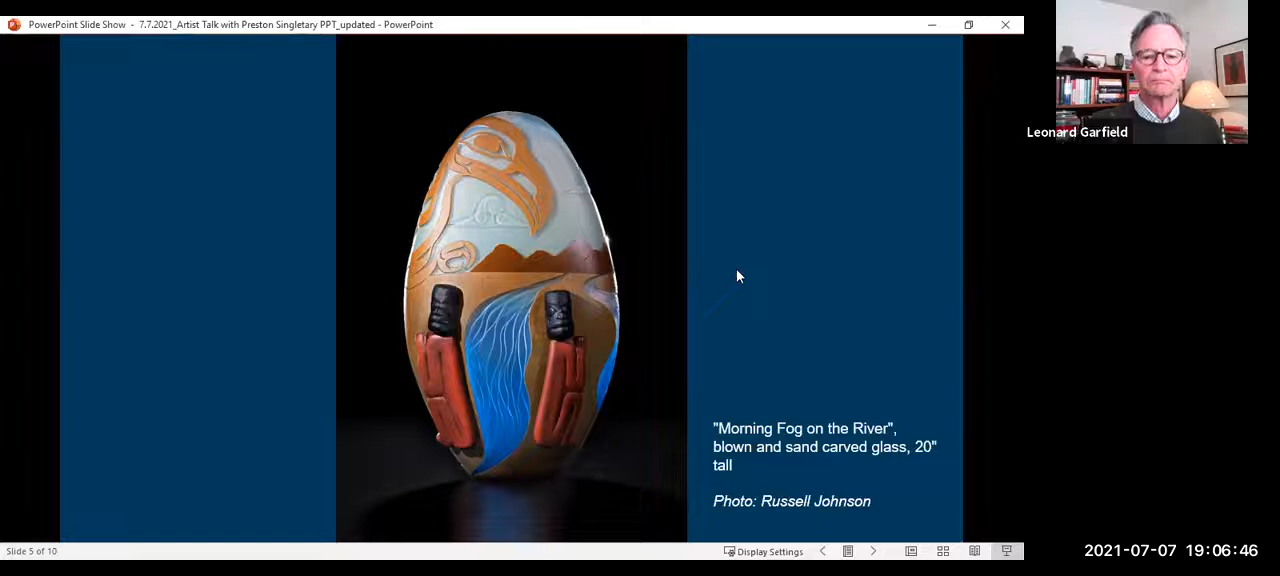 PowerPoint Slide Show - 7.7.2021_Artist Talk with Preston Singletary PPT_updated - PowerPoint
Leonard Garfield
"Morning Fog on the River",
blown and sand carved glass, 20"
tall
Photo: Russell Johnson
Slide 5 of 10
Display Settings
2021-07-07 19:06:46